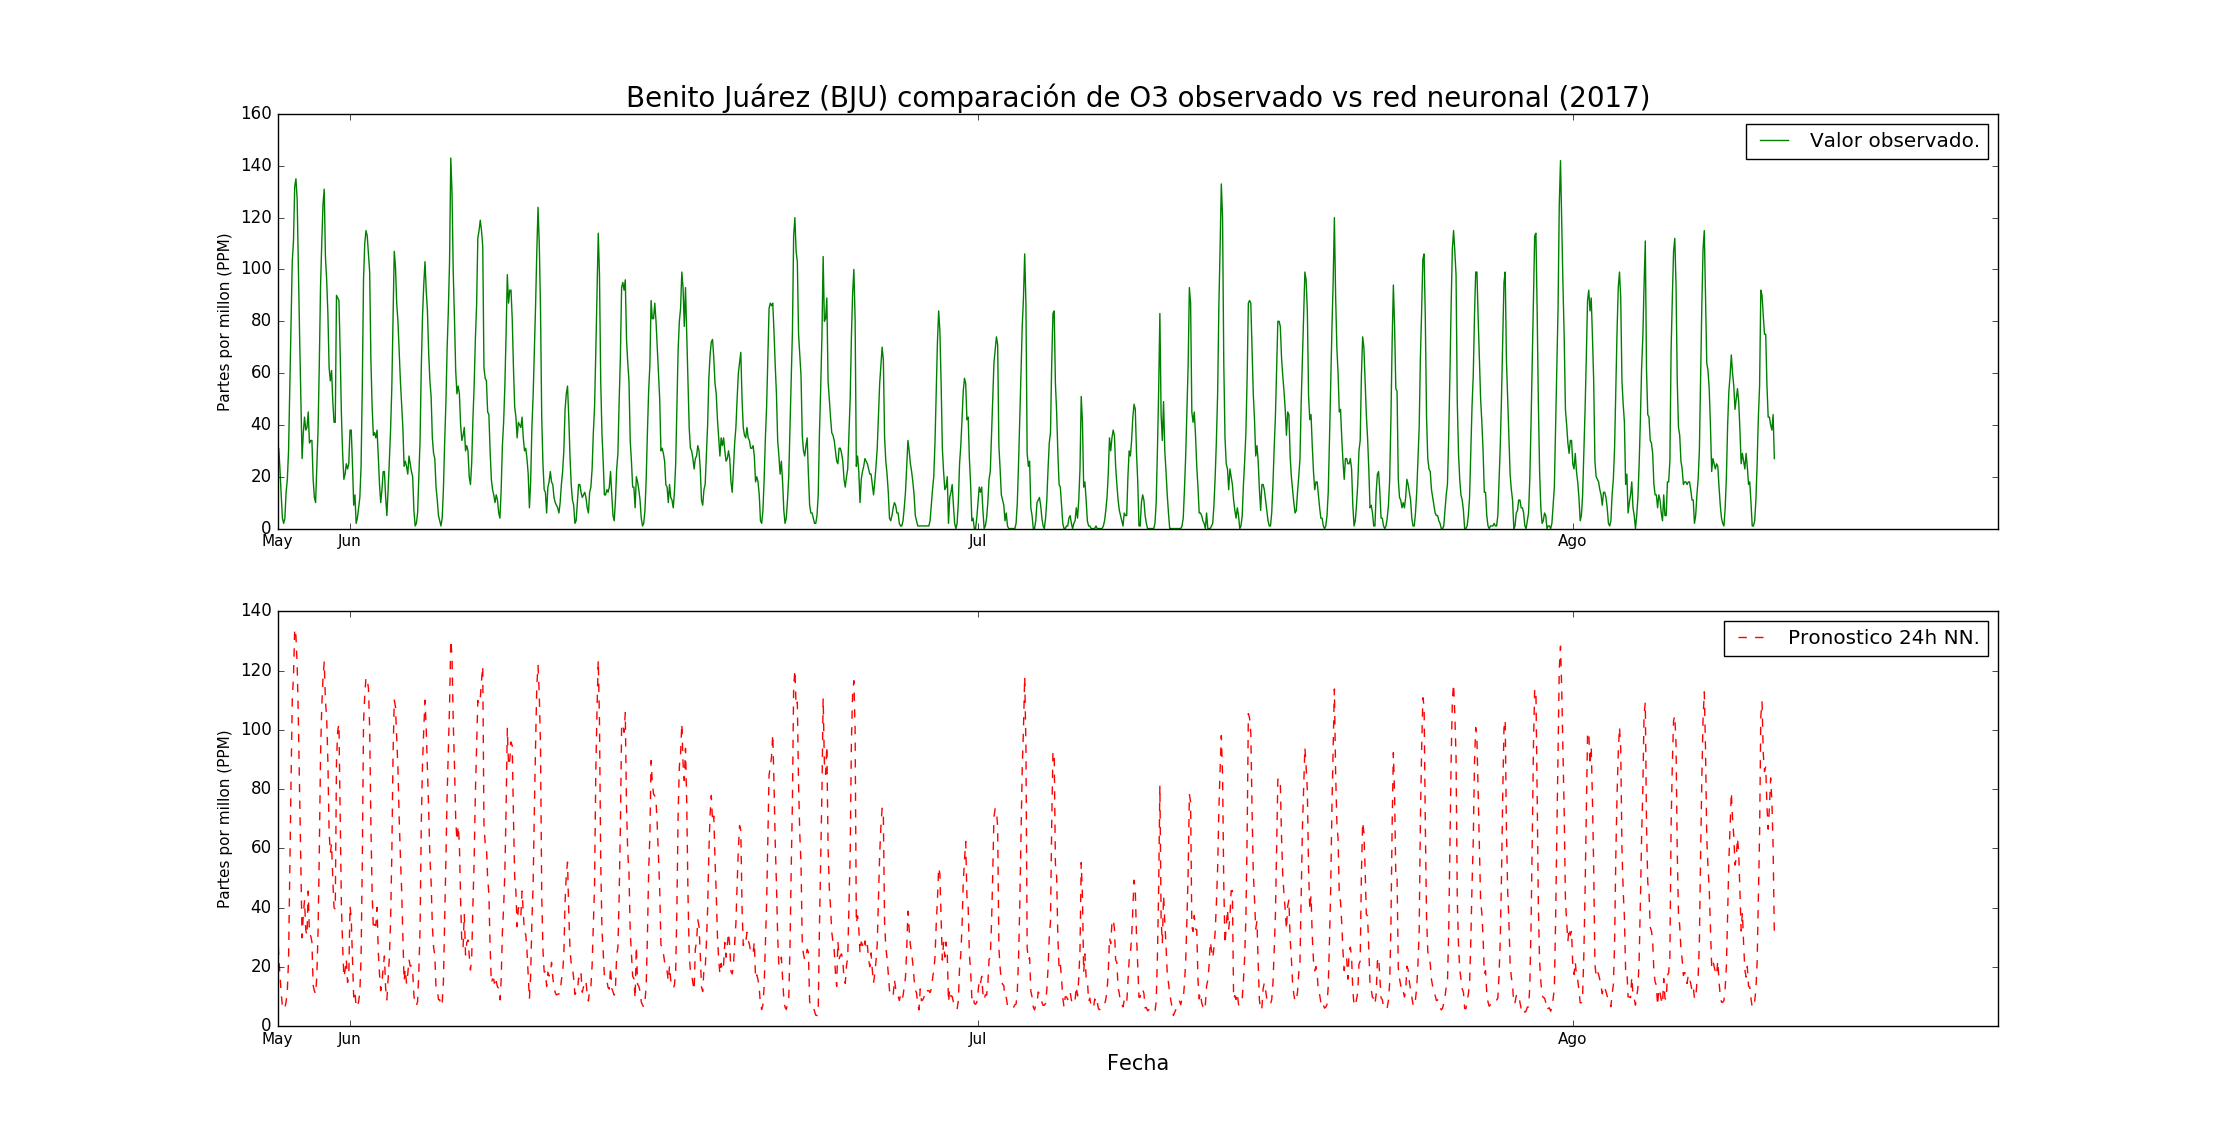 Benito Juárez (BJU) comparación de O3 observado vs red neuronal (2017)
160
140
120
100
80
60
40
20
0
Partes por millon (PPM)
Valor observado.
May Jun Jul Ago
140
120
100
80
60
40
20
0
Partes por millon (PPM)
Pronostico 24h NN.
May Jun Jul Ago
Fecha